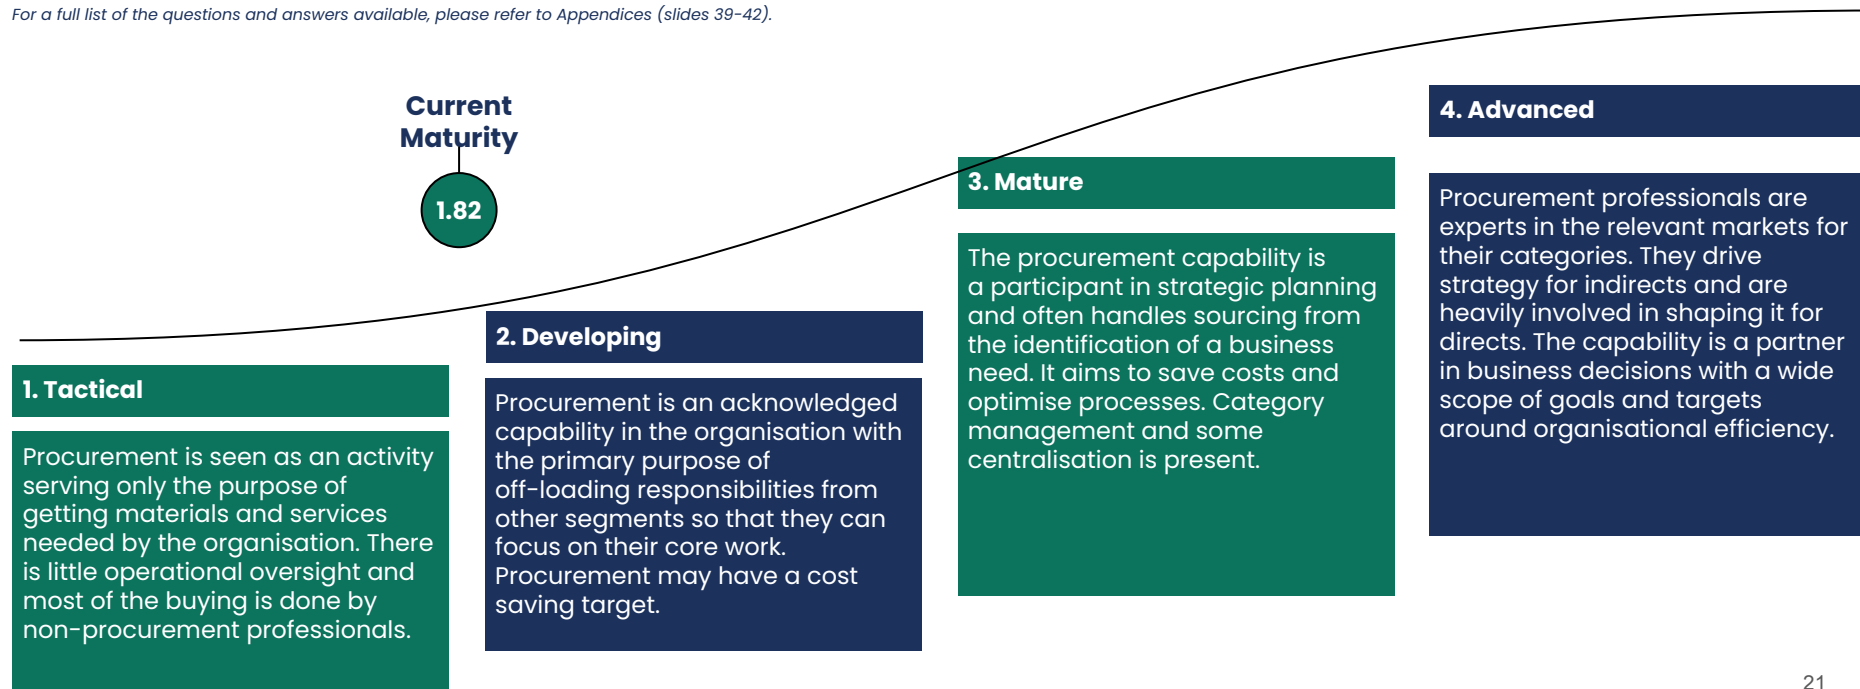 For a full list of the questions and answers available, please refer to Appendices (slides 39-42).
Current
Maturity
1.82
1. Tactical
Procurement is seen as an activity
serving only the purpose of
getting materials and services
needed by the organisation. There
is little operational oversight and
most of the buying is done by
non-procurement professionals.
2. Developing
Procurement is an acknowledged
capability in the organisation with
the primary purpose of
off-loading responsibilities from
other segments so that they can
focus on their core work.
Procurement may have a cost
saving target.
3. Mature
The procurement capability is
a participant in strategic planning
and often handles sourcing from
the identification of a business
need. It aims to save costs and
optimise processes. Category
management and some
centralisation is present.
4. Advanced
Procurement professionals are
experts in the relevant markets for
their categories. They drive
strategy for indirects and are
heavily involved in shaping it for
directs. The capability is a partner
in business decisions with a wide
scope of goals and targets
around organisational efficiency.
21